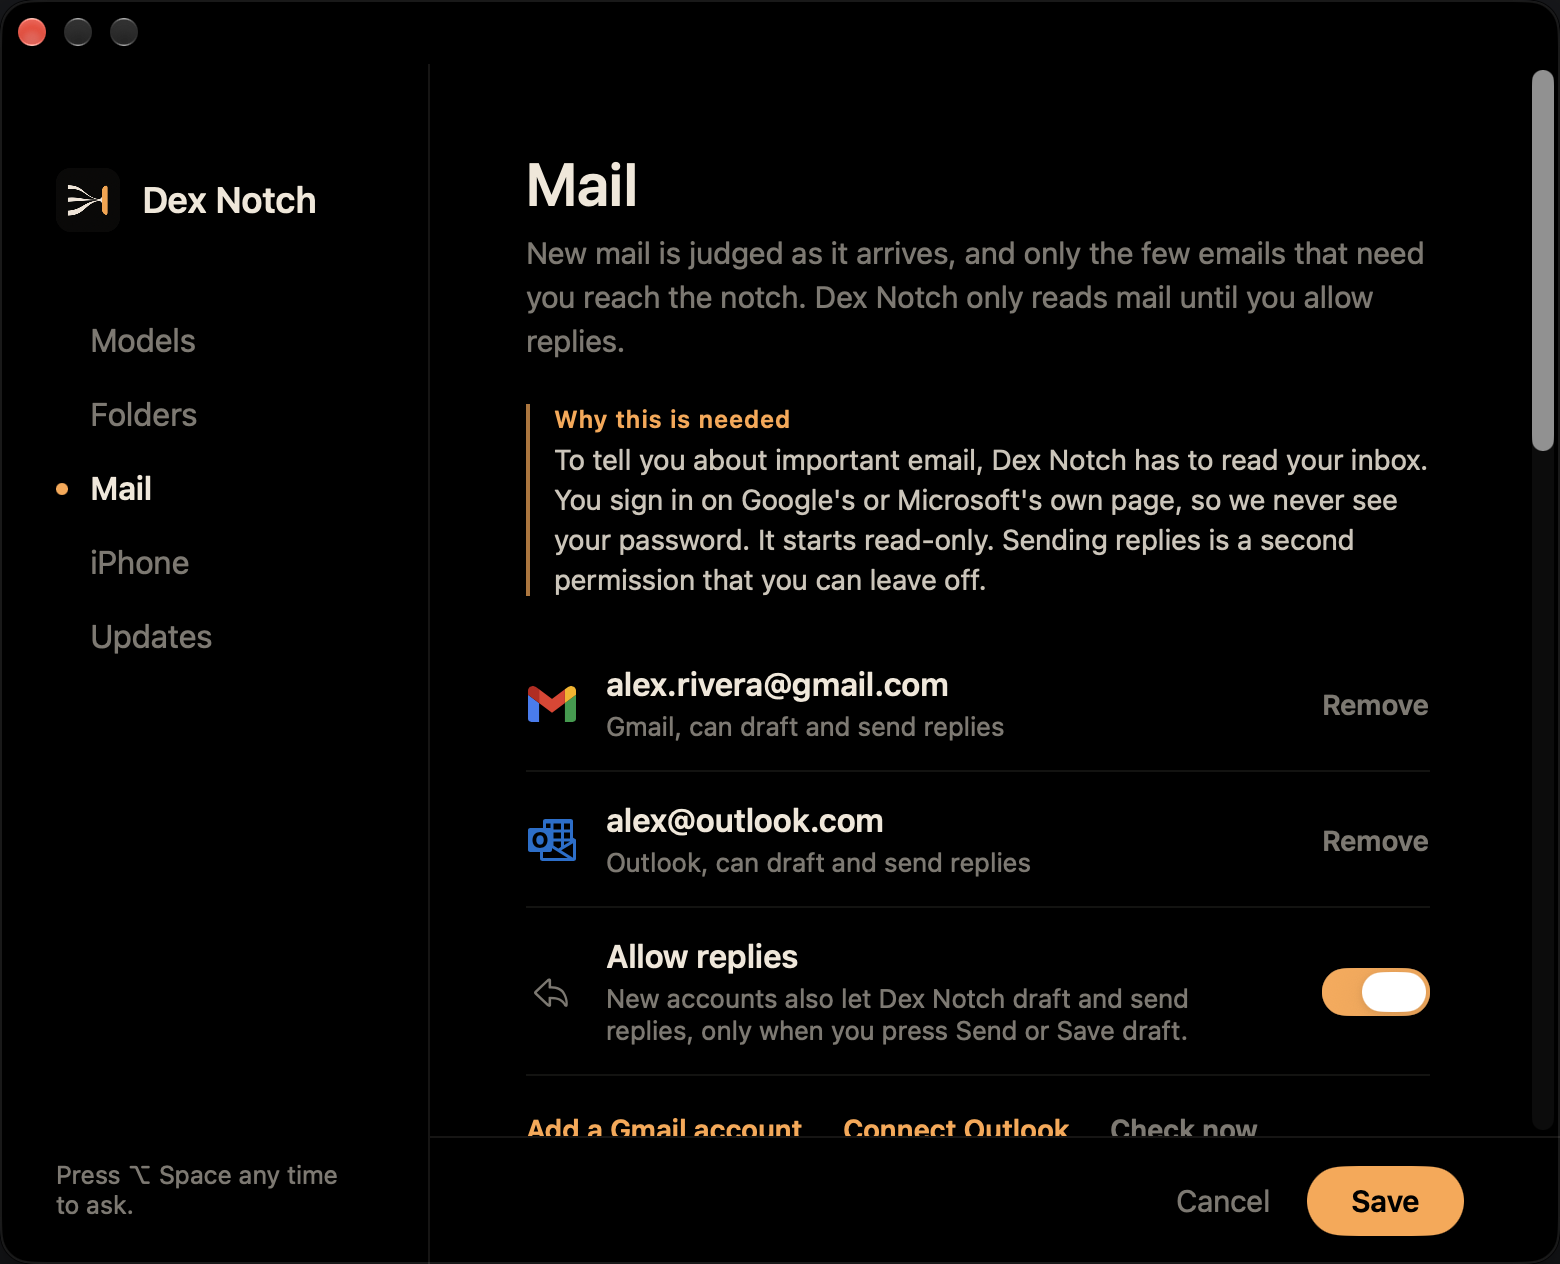 Dex Notch
Models
Folders
Mail
iPhone
Updates
Press ⌥ Space any time
to ask.
Mail
New mail is judged as it arrives, and only the few emails that need
you reach the notch. Dex Notch only reads mail until you allow
replies.
Why this is needed
To tell you about important email, Dex Notch has to read your inbox.
You sign in on Google's or Microsoft's own page, so we never see
your password. It starts read-only. Sending replies is a second
permission that you can leave off.
alex.rivera@gmail.com
Gmail, can draft and send replies
Remove
alex@outlook.com
Outlook, can draft and send replies
Remove
Allow replies
New accounts also let Dex Notch draft and send
replies, only when you press Send or Save draft.
Add a Gmail account Connect Outlook Check now
Cancel Save